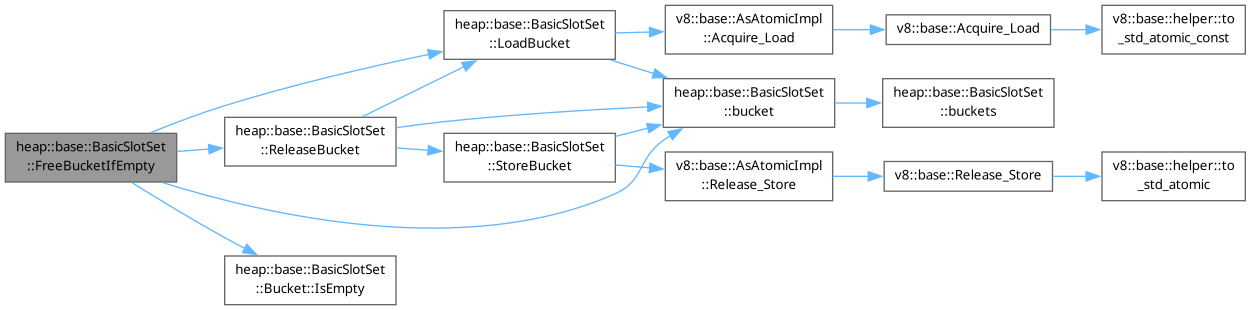 heap::base::BasicSlotSet
::FreeBucketIfEmpty
heap::base::BasicSlotSet
::ReleaseBucket
heap::base::BasicSlotSet
::Bucket::IsEmpty
heap::base::BasicSlotSet
::LoadBucket
heap::base::BasicSlotSet
::StoreBucket
v8::base::AsAtomicImpl
::Acquire_Load
heap::base::BasicSlotSet
::bucket
v8::base::AsAtomicImpl
::Release_Store
v8::base::Acquire_Load
heap::base::BasicSlotSet
::buckets
v8::base::Release_Store
v8::base::helper::to
_std_atomic_const
v8::base::helper::to
_std_atomic